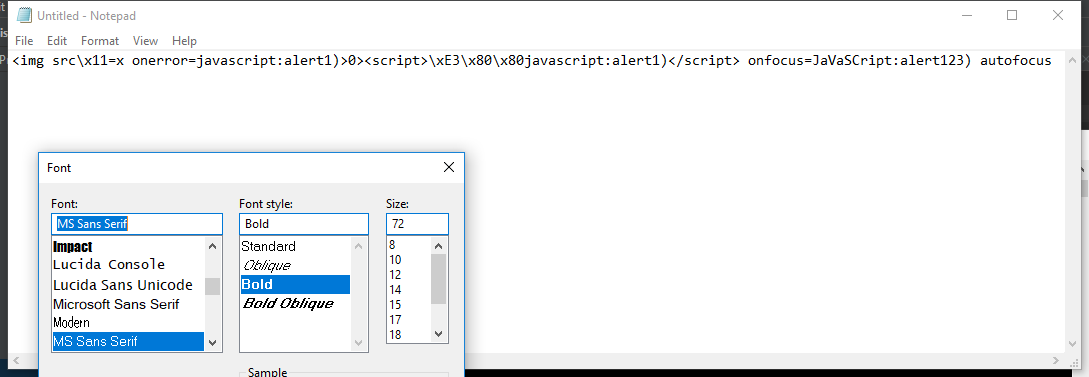 Untitled - Notepad
File Edit Format View Help
<img src\x11=x onerror=javascript:alert1)>0><script>\xE3\x80\x80javascript:alert1)</script> onfocus=JaVaSCript:alert123) autofocus
Font
Font: Font style: Size:
MS Sans Serif Bold 72
Impact Standard 8
Lucida Console Oblique 10
Lucida Sans Unicode Bold 12
Microsoft Sans Serif Bold Oblique 14
Modern 15
MS Sans Serif 17
18
Sample